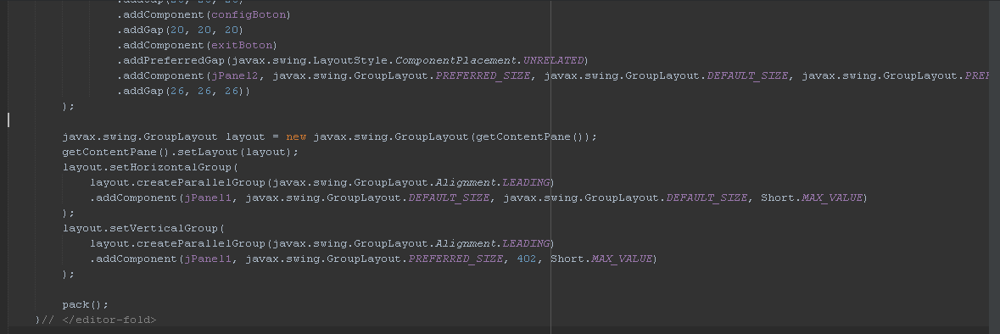 .addComponent(configBoton)
.addGap(20, 20, 20)
.addComponent(exitBoton)
.addPreferredGap(javax.swing.LayoutStyle.ComponentPlacement.UNRELATED)
.addComponent(jPanel2, javax.swing.GroupLayout.PREFERRED_SIZE, javax.swing.GroupLayout.DEFAULT_SIZE, javax.swing.GroupLayout.
.addGap(26, 26, 26))
);
javax.swing.GroupLayout layout = new javax.swing.GroupLayout(getContentPane());
getContentPane().setLayout(layout);
layout.setHorizontalGroup(
layout.createParallelGroup(javax.swing.GroupLayout.Alignment.LEADING)
.addComponent(jPanel1, javax.swing.GroupLayout.DEFAULT_SIZE, javax.swing.GroupLayout.DEFAULT_SIZE, Short.MAX_VALUE)
);
layout.setVerticalGroup(
layout.createParallelGroup(javax.swing.GroupLayout.Alignment.LEADING)
.addComponent(jPanel1, javax.swing.GroupLayout.PREFERRED_SIZE, 402, Short.MAX_VALUE)
);
pack();
}// </editor-fold>